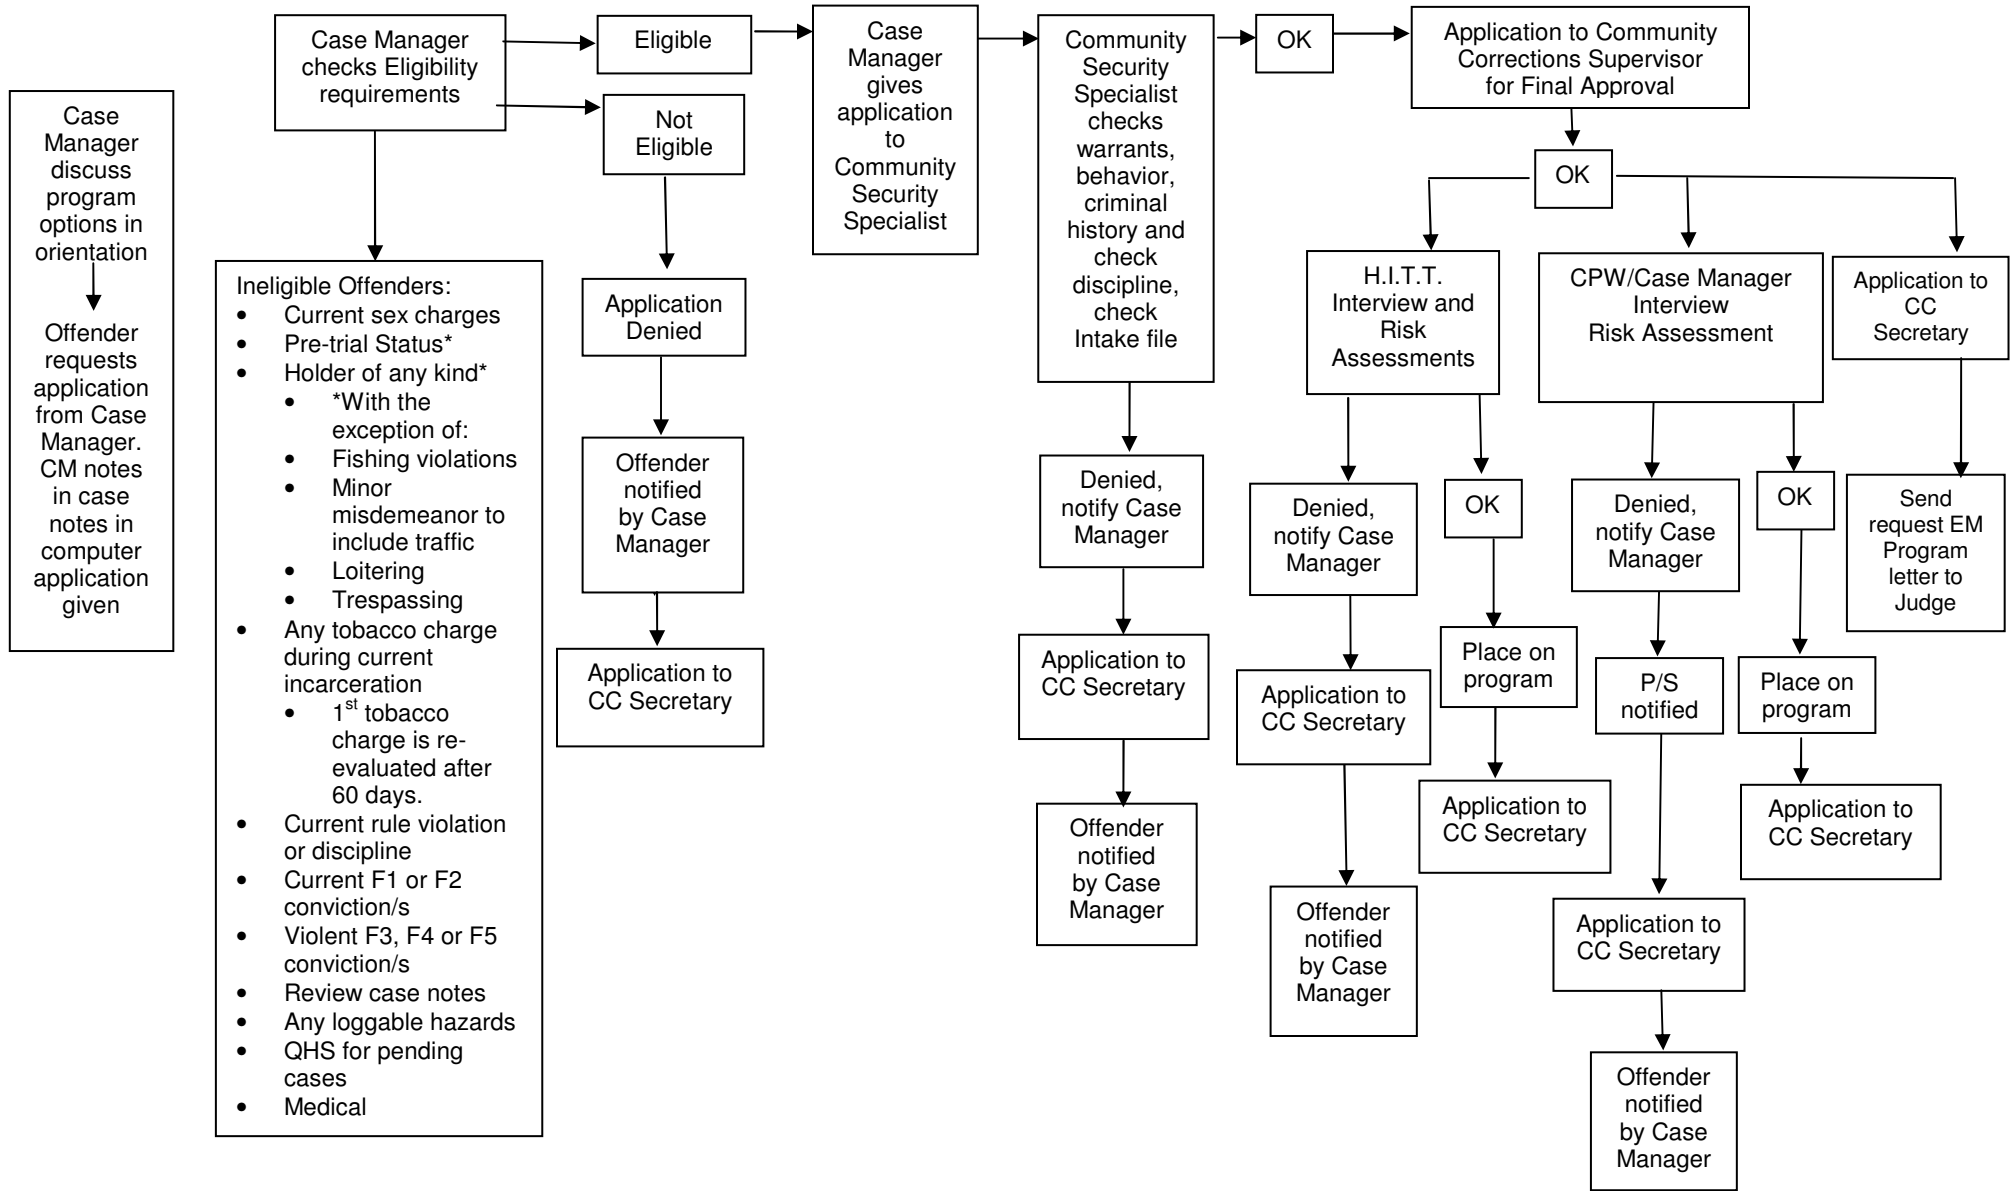 Case
Manager
discuss
program
options in
orientation
Offender
requests
application
from Case
Manager.
CM notes
in case
notes in
computer
application
given
Case Manager
checks Eligibility
requirements
Eligible
Not
Eligible
Ineligible Offenders:
• Current sex charges
• Pre-trial Status*
• Holder of any kind*
• *With the
exception of:
• Fishing violations
• Minor
misdemeanor to
include traffic
• Loitering
• Trespassing
• Any tobacco charge
during current
incarceration
• 1st tobacco
charge is re-
evaluated after
60 days.
• Current rule violation
or discipline
• Current F1 or F2
conviction/s
• Violent F3, F4 or F5
conviction/s
• Review case notes
• Any loggable hazards
• QHS for pending
cases
• Medical
Application
Denied
Offender
notified
by Case
Manager
Application to
CC Secretary
Case
Manager
gives
application
to
Community
Security
Specialist
Community
Security
Specialist
checks
warrants,
behavior,
criminal
history and
check
discipline,
check
Intake file
Denied,
notify Case
Manager
Application to
CC Secretary
Offender
notified
by Case
Manager
OK
Application to Community
Corrections Supervisor
for Final Approval
OK
H.I.T.T.
Interview and
Risk
Assessments
Denied,
notify Case
Manager
Application to
CC Secretary
Offender
notified
by Case
Manager
OK
Place on
program
Application to
CC Secretary
CPW/Case Manager
Interview
Risk Assessment
Denied,
notify Case
Manager
P/S
notified
Application to
CC Secretary
Offender
notified
by Case
Manager
OK
Place on
program
Application to
CC Secretary
Application to
CC
Secretary
Send
request EM
Program
letter to
Judge